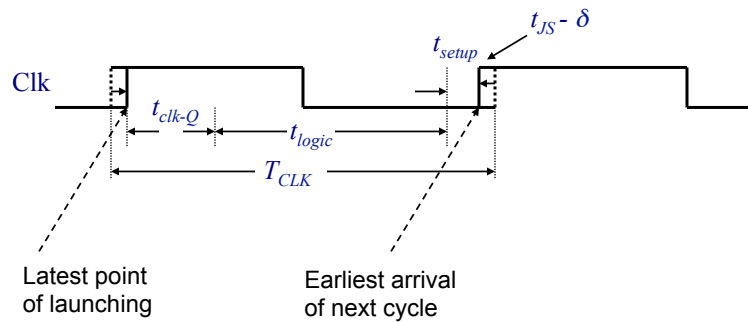 t_JS - δ
t_setup
Clk
t_clk-Q
t_logic
T_CLK
Latest point
of launching
Earliest arrival
of next cycle